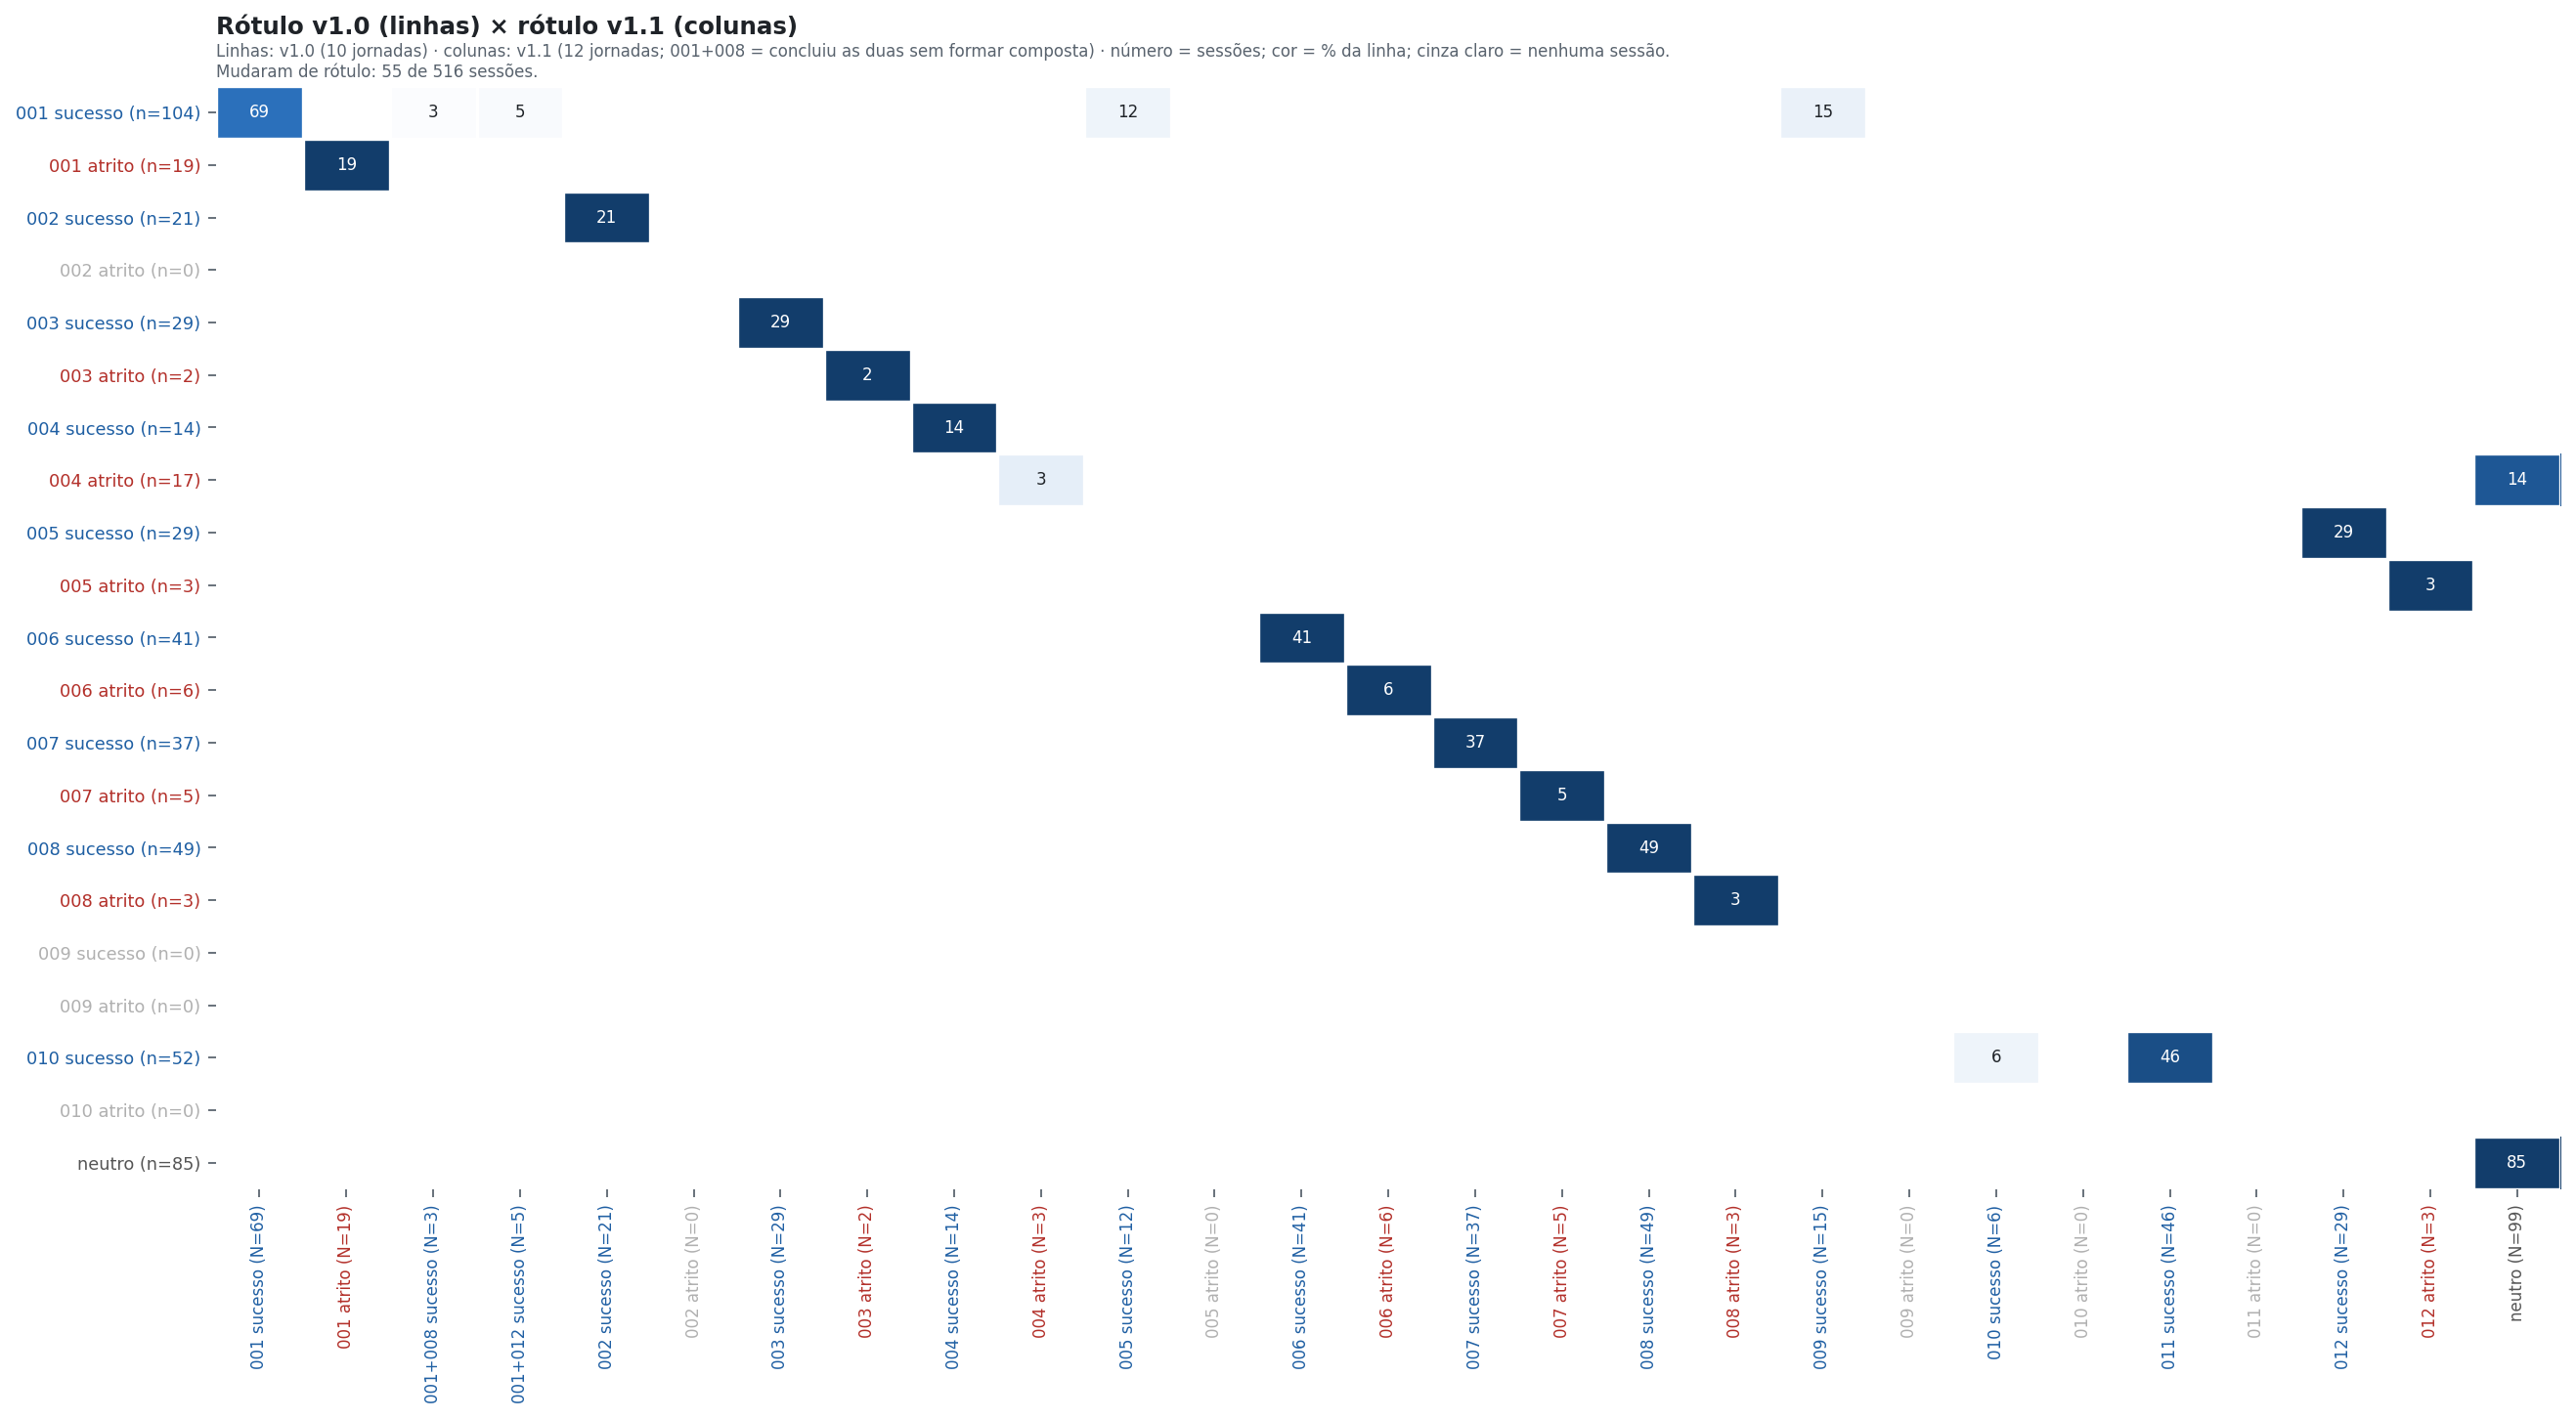 Rótulo v1.0 (linhas) × rótulo v1.1 (colunas)
Linhas: v1.0 (10 jornadas) · colunas: v1.1 (12 jornadas; 001+008 = concluiu as duas sem formar composta) · número = sessões; cor = % da linha; cinza claro = nenhuma sessão.
Mudaram de rótulo: 55 de 516 sessões.
001 sucesso (n=104) 69 3 5 12 15
001 atrito (n=19) 19
002 sucesso (n=21) 21
002 atrito (n=0)
003 sucesso (n=29) 29
003 atrito (n=2) 2
004 sucesso (n=14) 14
004 atrito (n=17) 3 14
005 sucesso (n=29) 29
005 atrito (n=3) 3
006 sucesso (n=41) 41
006 atrito (n=6) 6
007 sucesso (n=37) 37
007 atrito (n=5) 5
008 sucesso (n=49) 49
008 atrito (n=3) 3
009 sucesso (n=0)
009 atrito (n=0)
010 sucesso (n=52) 6 46
010 atrito (n=0)
neutro (n=85) 85
001 sucesso (N=69)
001 atrito (N=19)
001+008 sucesso (N=3)
001+012 sucesso (N=5)
002 sucesso (N=21)
002 atrito (N=0)
003 sucesso (N=29)
003 atrito (N=2)
004 sucesso (N=14)
004 atrito (N=3)
005 sucesso (N=12)
005 atrito (N=0)
006 sucesso (N=41)
006 atrito (N=6)
007 sucesso (N=37)
007 atrito (N=5)
008 sucesso (N=49)
008 atrito (N=3)
009 sucesso (N=15)
009 atrito (N=0)
010 sucesso (N=6)
010 atrito (N=0)
011 sucesso (N=46)
011 atrito (N=0)
012 sucesso (N=29)
012 atrito (N=3)
neutro (N=99)